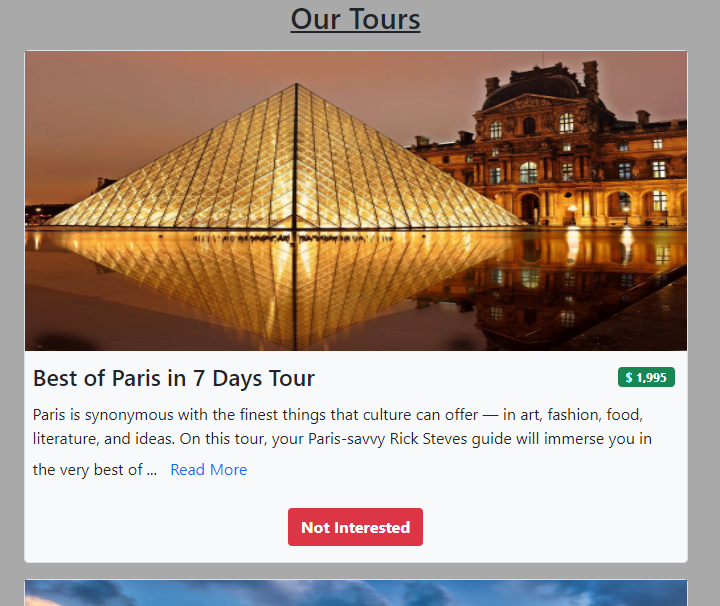 Our Tours
Best of Paris in 7 Days Tour
$ 1,995
Paris is synonymous with the finest things that culture can offer — in art, fashion, food,
literature, and ideas. On this tour, your Paris-savvy Rick Steves guide will immerse you in
the very best of ... Read More
Not Interested